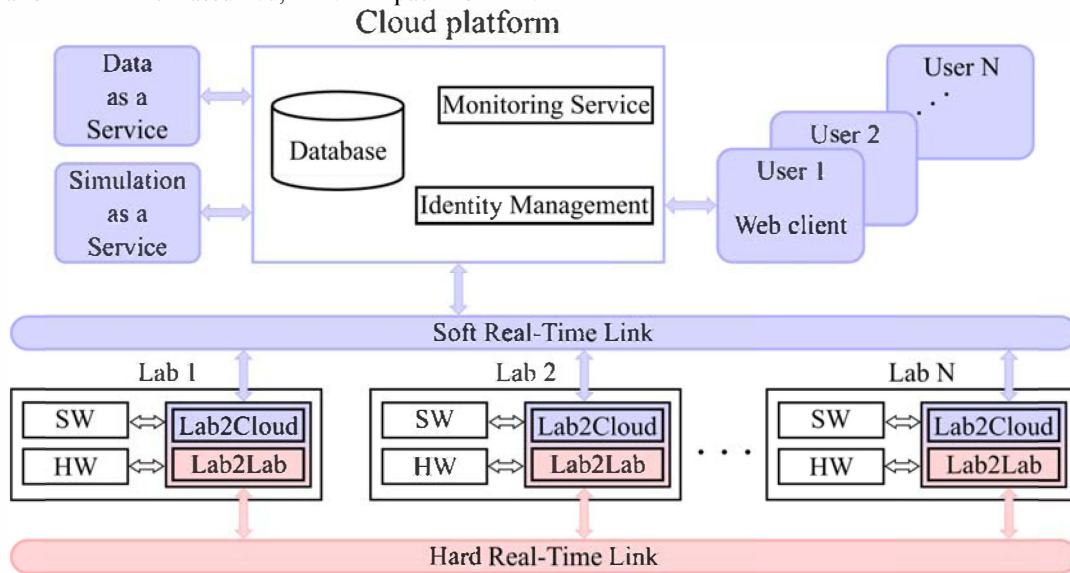 Cloud platform
Data
as a
Service
Simulation
as a
Service
Database
Monitoring Service
Identity Management
User N
User 2
User 1
Web client
Soft Real-Time Link
Lab 1
Lab 2
Lab N
SW
Lab2Cloud
HW
Lab2Lab
SW
Lab2Cloud
HW
Lab2Lab
. . .
SW
Lab2Cloud
HW
Lab2Lab
Hard Real-Time Link